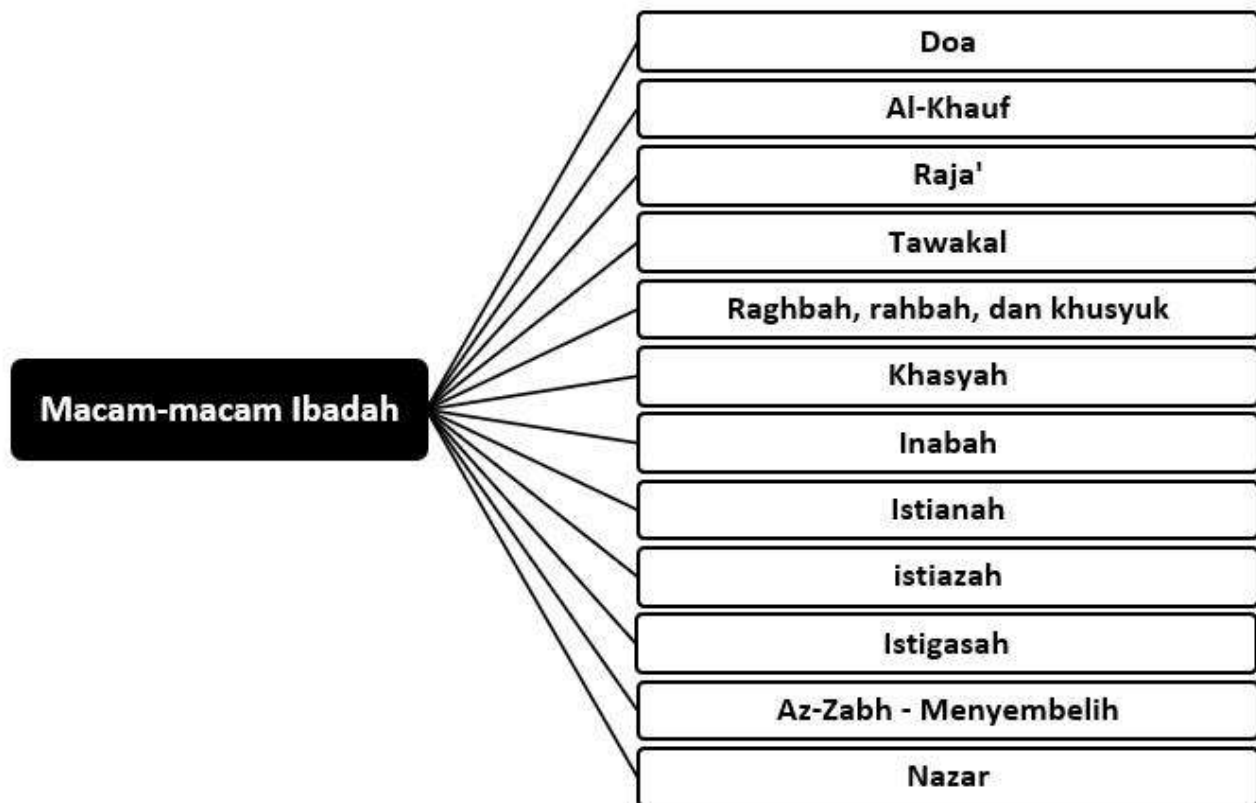 Macam-macam Ibadah
Doa
Al-Khauf
Raja'
Tawakal
Raghbah, rahbah, dan khusyuk
Khasyah
Inabah
Istianah
istiazah
Istigasah
Az-Zabh - Menyembelih
Nazar